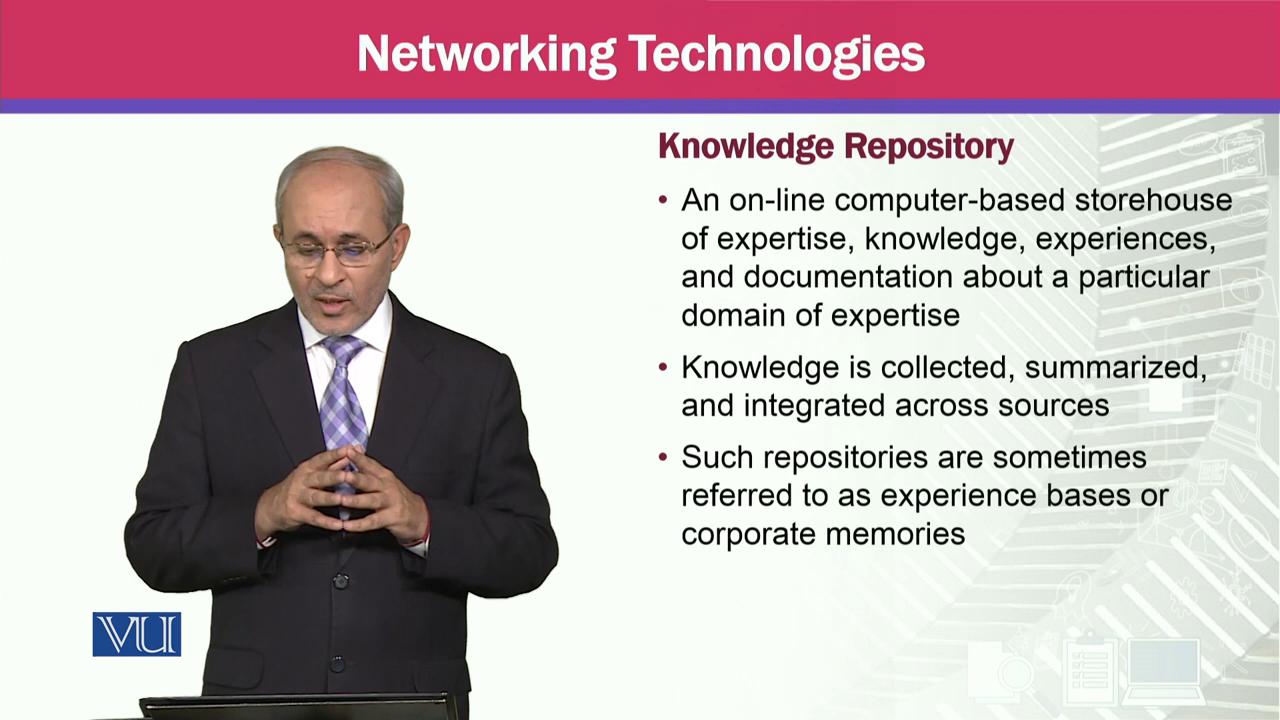 Networking Technologies
Knowledge Repository
• An on-line computer-based storehouse
of expertise, knowledge, experiences,
and documentation about a particular
domain of expertise
• Knowledge is collected, summarized,
and integrated across sources
• Such repositories are sometimes
referred to as experience bases or
corporate memories
VU